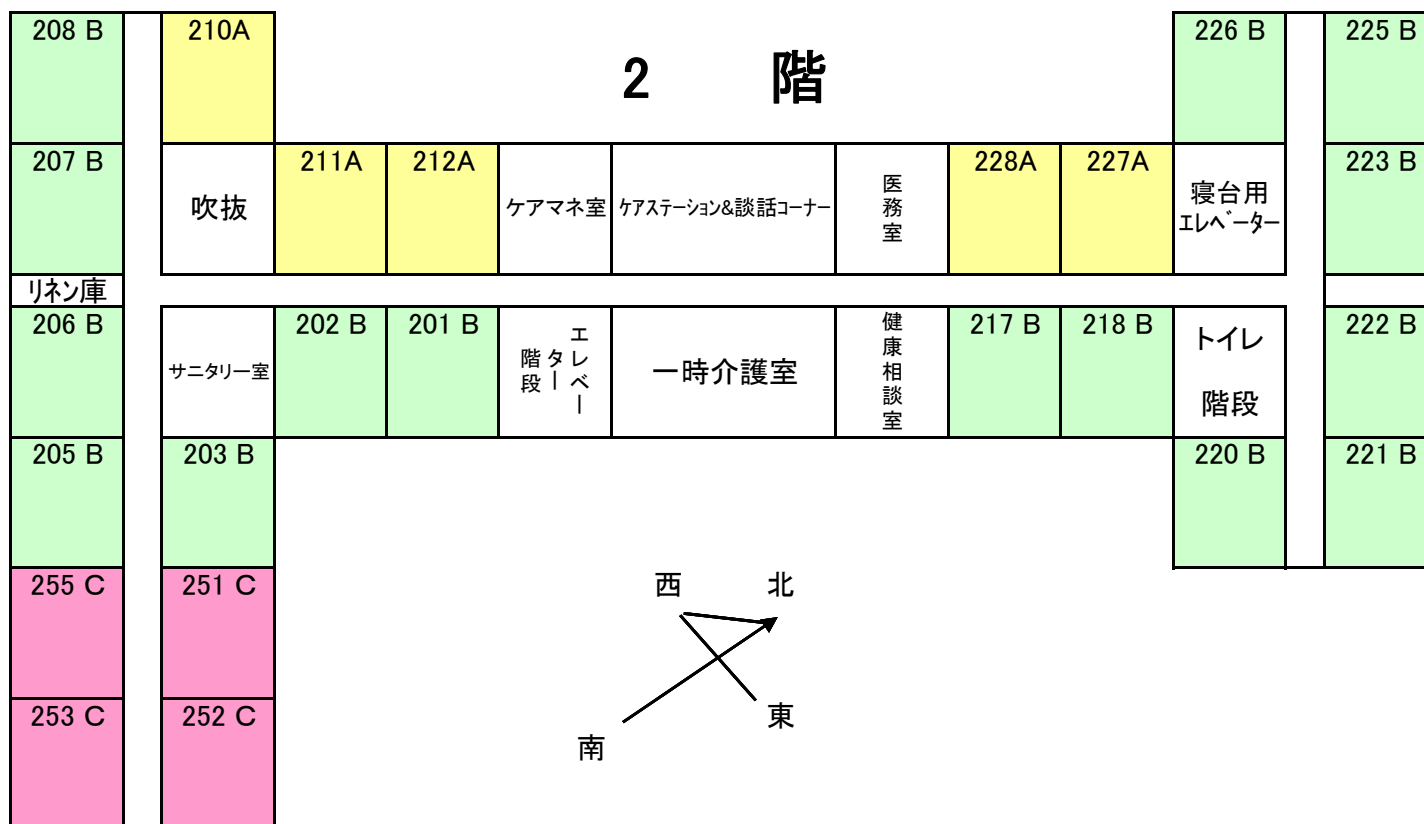 208 B
210A
2 階
226 B
225 B
207 B
吹抜
211A
212A
ケアマネ室
ケアステーション&談話コーナー
医務室
228A
227A
寝台用
エレベーター
223 B
リネン庫
206 B
サニタリー室
202 B
201 B
エレベーター
階段
一時介護室
健康相談室
217 B
218 B
トイレ
階段
222 B
205 B
203 B
220 B
221 B
255 C
251 C
西
北
253 C
252 C
東
南